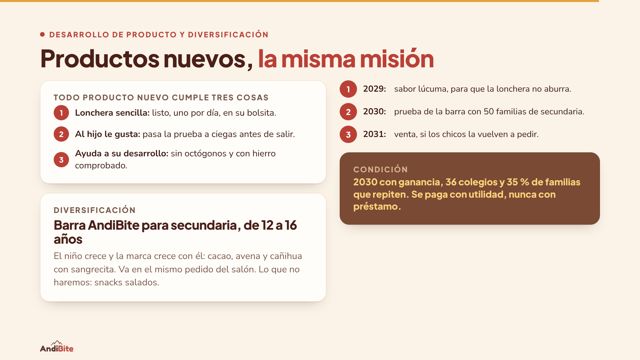 DESARROLLO DE PRODUCTO Y DIVERSIFICACIÓN
Productos nuevos, la misma misión
TODO PRODUCTO NUEVO CUMPLE TRES COSAS
1 Lonchera sencilla: listo, uno por día, en su bolsita.
2 Al hijo le gusta: pasa la prueba a ciegas antes de salir.
3 Ayuda a su desarrollo: sin octógonos y con hierro
comprobado.
DIVERSIFICACIÓN
Barra AndiBite para secundaria, de 12 a 16
años
El niño crece y la marca crece con él: cacao, avena y cañihua
con sangrecita. Va en el mismo pedido del salón. Lo que no
haremos: snacks salados.
1 2029: sabor lúcuma, para que la lonchera no aburra.
2 2030: prueba de la barra con 50 familias de secundaria.
3 2031: venta, si los chicos la vuelven a pedir.
CONDICIÓN
2030 con ganancia, 36 colegios y 35 % de familias
que repiten. Se paga con utilidad, nunca con
préstamo.
AndiBite